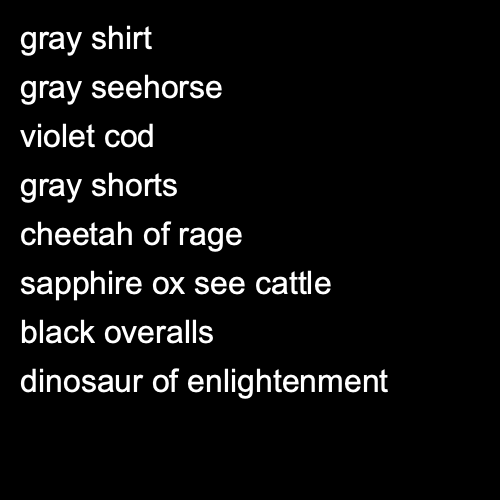 gray shirt
gray seehorse
violet cod
gray shorts
cheetah of rage
sapphire ox see cattle
black overalls
dinosaur of enlightenment